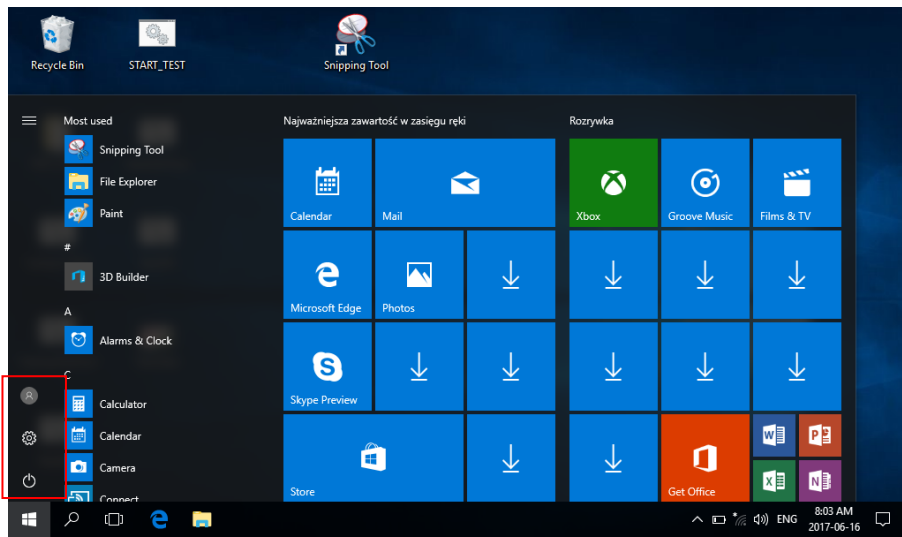 Recycle Bin
START_TEST
Snipping Tool
Most used
Snipping Tool
File Explorer
Paint
#
3D Builder
A
Alarms & Clock
C
Calculator
Calendar
Camera
Connect
Najważniejsza zawartość w zasięgu ręki
Calendar
Mail
Microsoft Edge
Photos
Skype Preview
Store
Rozrywka
Xbox
Groove Music
Films & TV
Get Office
ENG
8:03 AM
2017-06-16